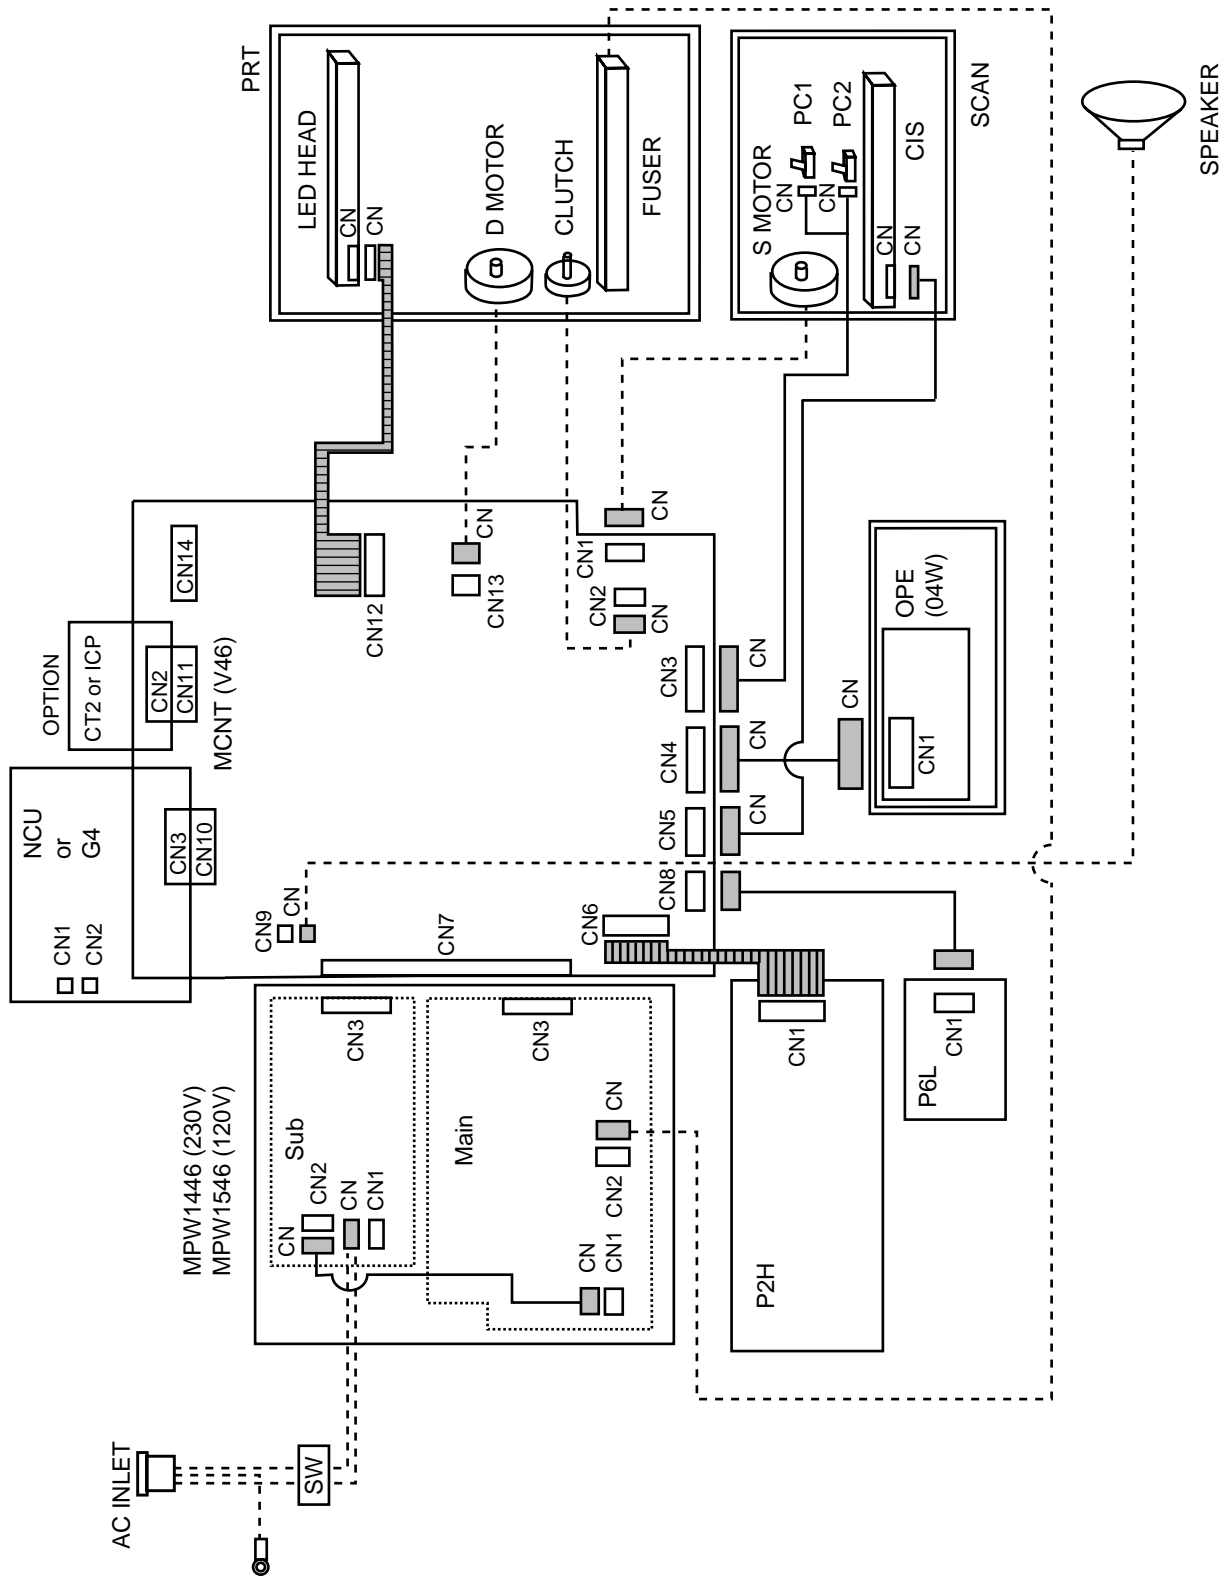 AC INLET
SW
MPW1446 (230V)
MPW1546 (120V)
Sub
CN
CN2
CN
CN1
CN3
Main
CN
CN1
CN2
CN
CN3
NCU
or
G4
CN1
CN2
CN3
CN10
OPTION
CT2 or ICP
CN2
CN11
MCNT (V46)
CN14
CN9
CN
CN7
CN6
CN8
CN5
CN
CN4
CN
CN3
CN
CN2
CN
CN1
CN
CN13
CN
CN12
P2H
CN1
P6L
CN1
OPE
(04W)
CN1
CN
PRT
LED HEAD
CN
CN
D MOTOR
CLUTCH
FUSER
SCAN
S MOTOR
CN
PC1
CN
PC2
CIS
CN
CN
SPEAKER